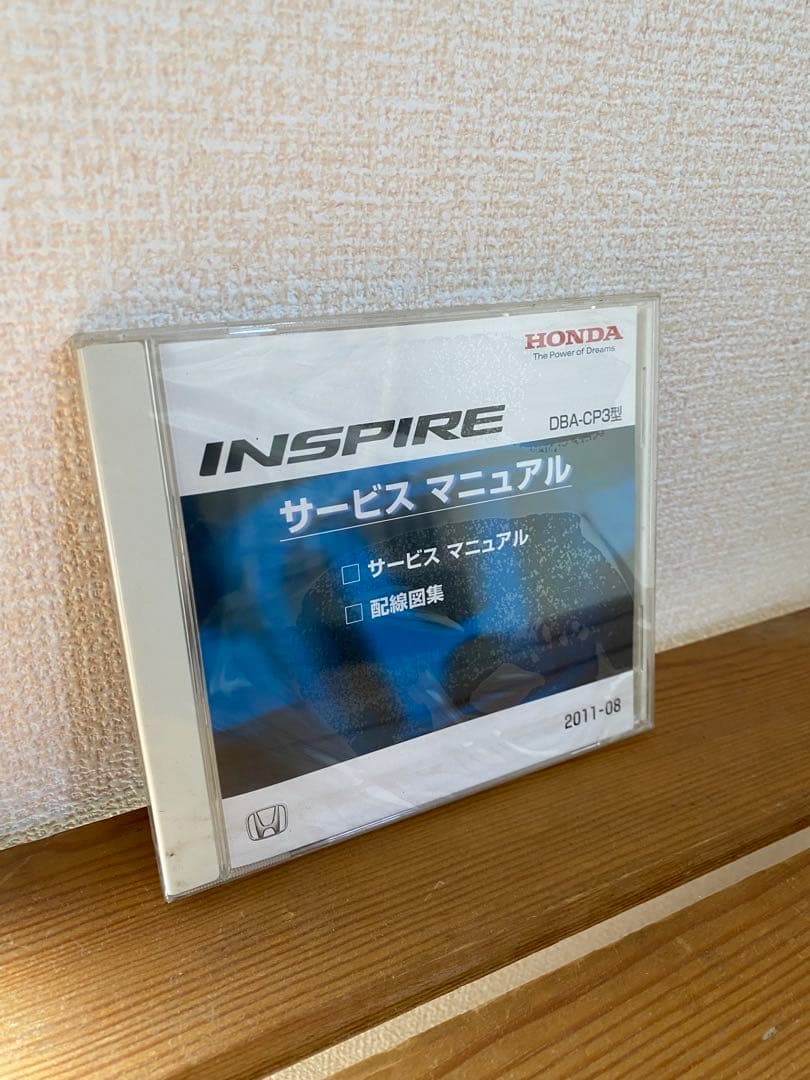 HONDA
The Power of Dreams
INSPIRE
DBA-CP3型
サービス マニュアル
□ サービス マニュアル
□ 配線図集
2011-08